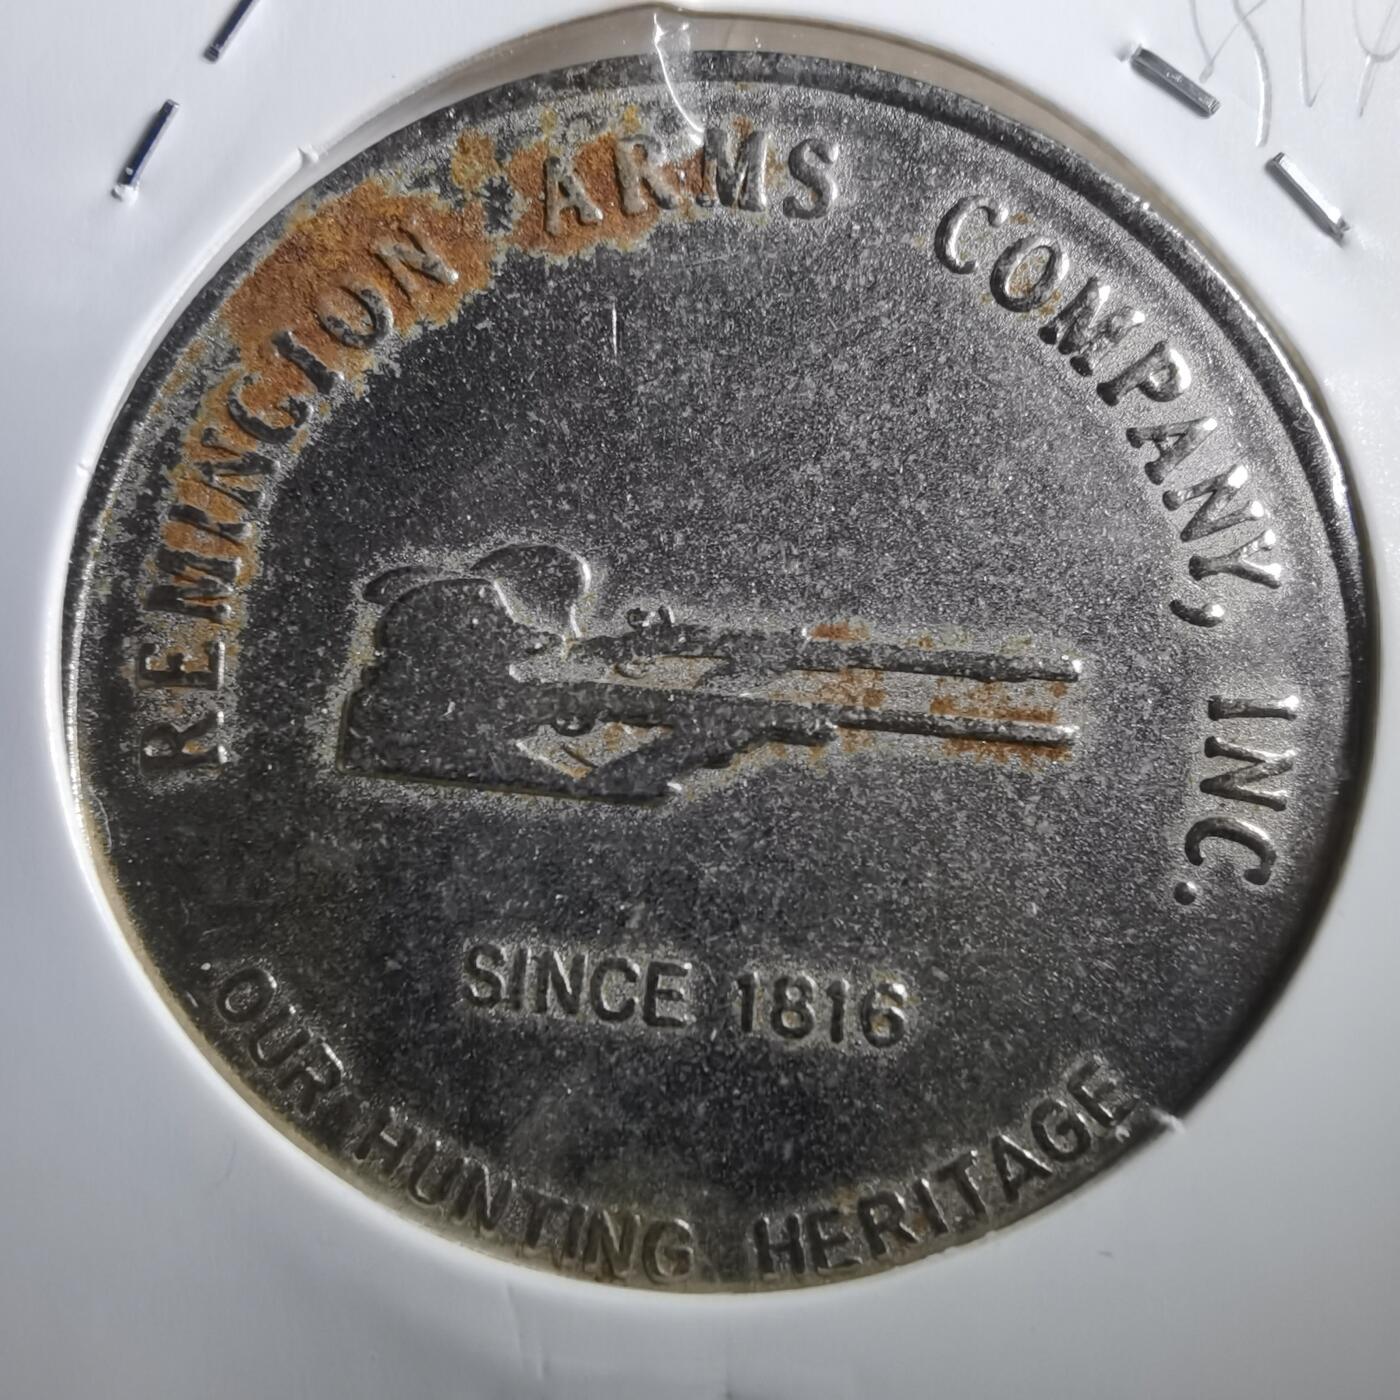 REMINGTON ARMS COMPANY, INC.
SINCE 1816
OUR HUNTING HERITAGE